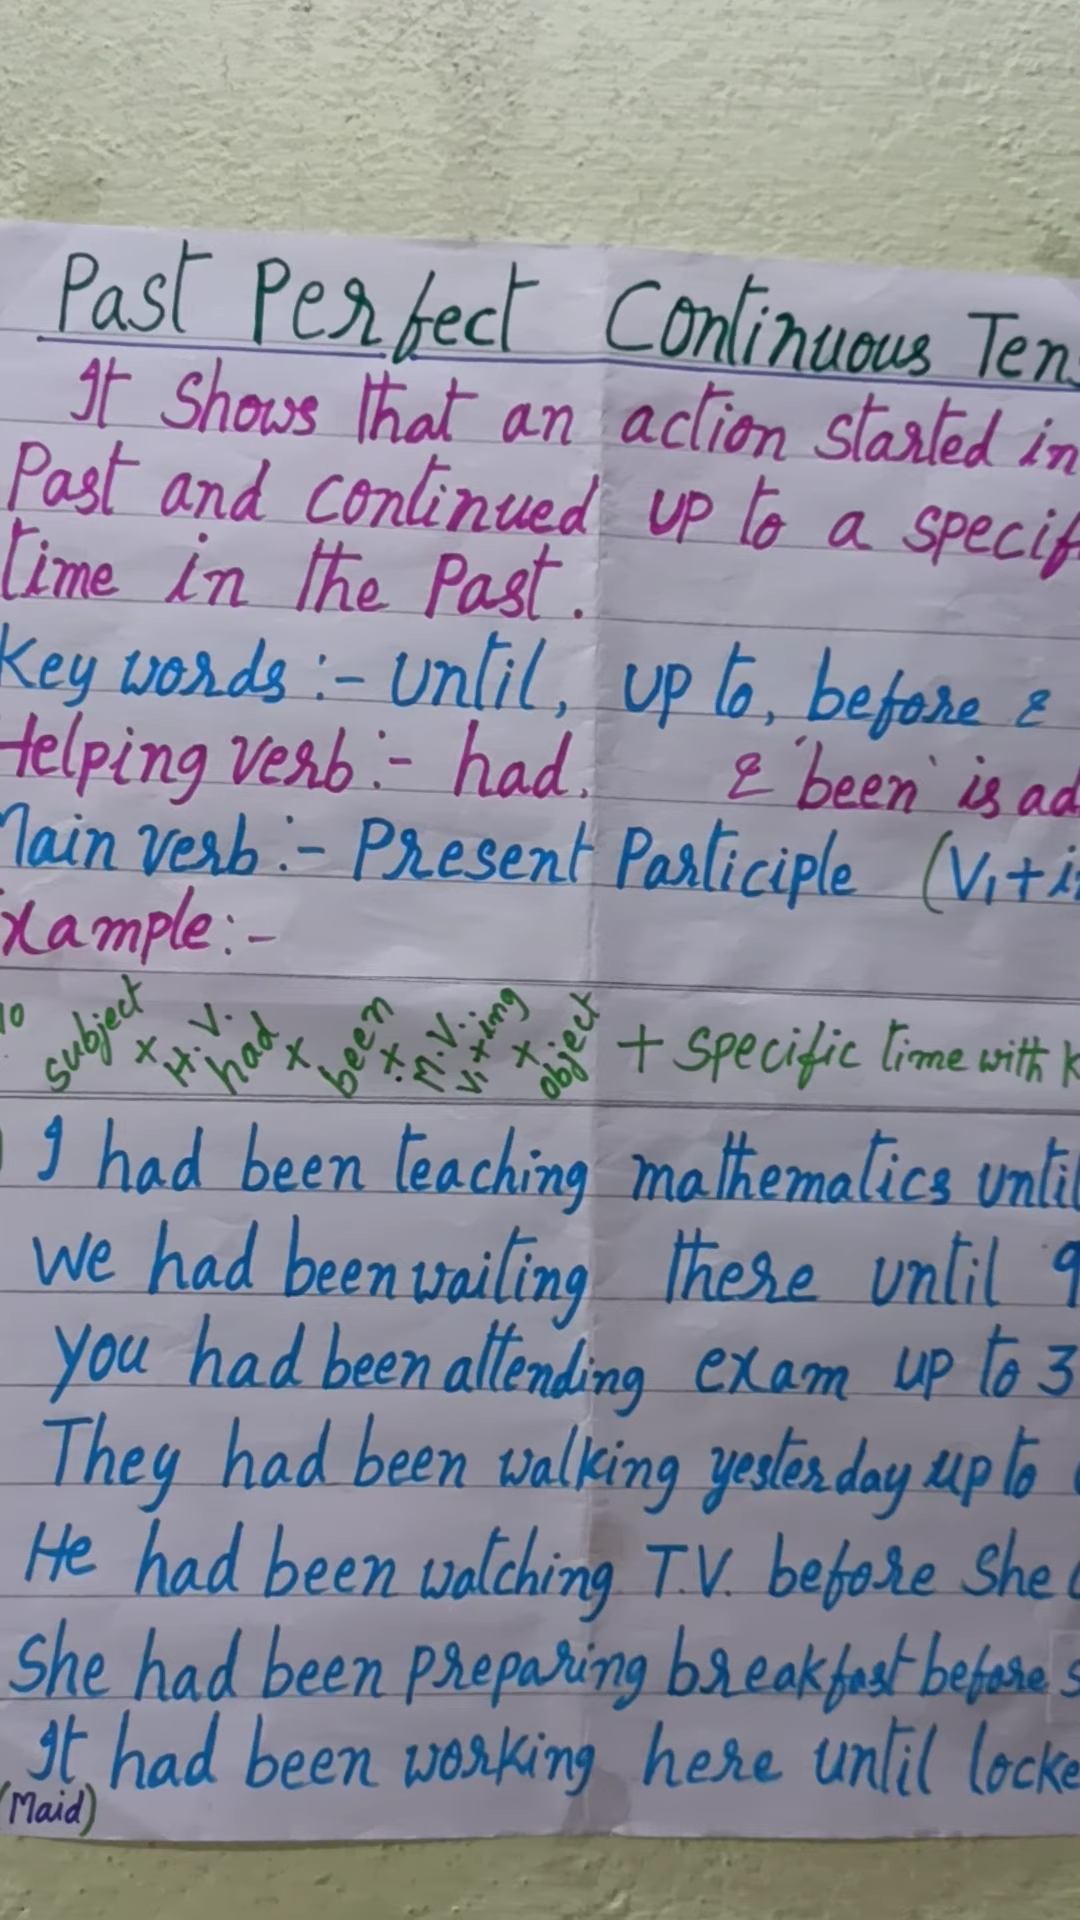 Past Perfect Continuous Tens
It shows that an action started in
Past and continued up to a specif
time in the Past.
Key words :- until, up to, before &
Helping verb :- had. & 'been' is ad
Main verb :- Present Participle (V1+i
xample :-
10 subject x H.V. had x been x M.V. V1+ing x object + specific time with K
I had been teaching mathematics until
We had been waiting there until 9
You had been attending exam up to 3
They had been walking yesterday up to
He had been watching T.V. before She
She had been preparing breakfast before s
It had been working here until locke
(Maid)